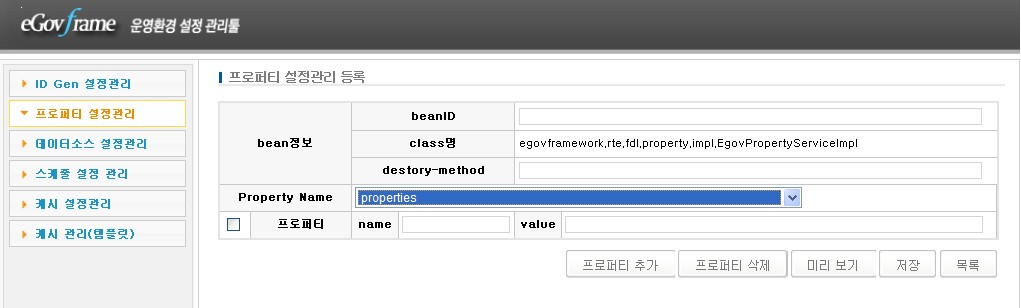 eGovframe 운영환경 설정 관리툴
ID Gen 설정관리
프로퍼티 설정관리
데이터소스 설정관리
스케줄 설정 관리
캐시 설정관리
캐시 관리(템플릿)
프로퍼티 설정관리 등록
bean정보
beanID
class명 egovframework,rte,fdl,property,impl,EgovPropertyServiceImpl
destory-method
Property Name properties
프로퍼티 name value
프로퍼티 추가 프로퍼티 삭제 미리 보기 저장 목록